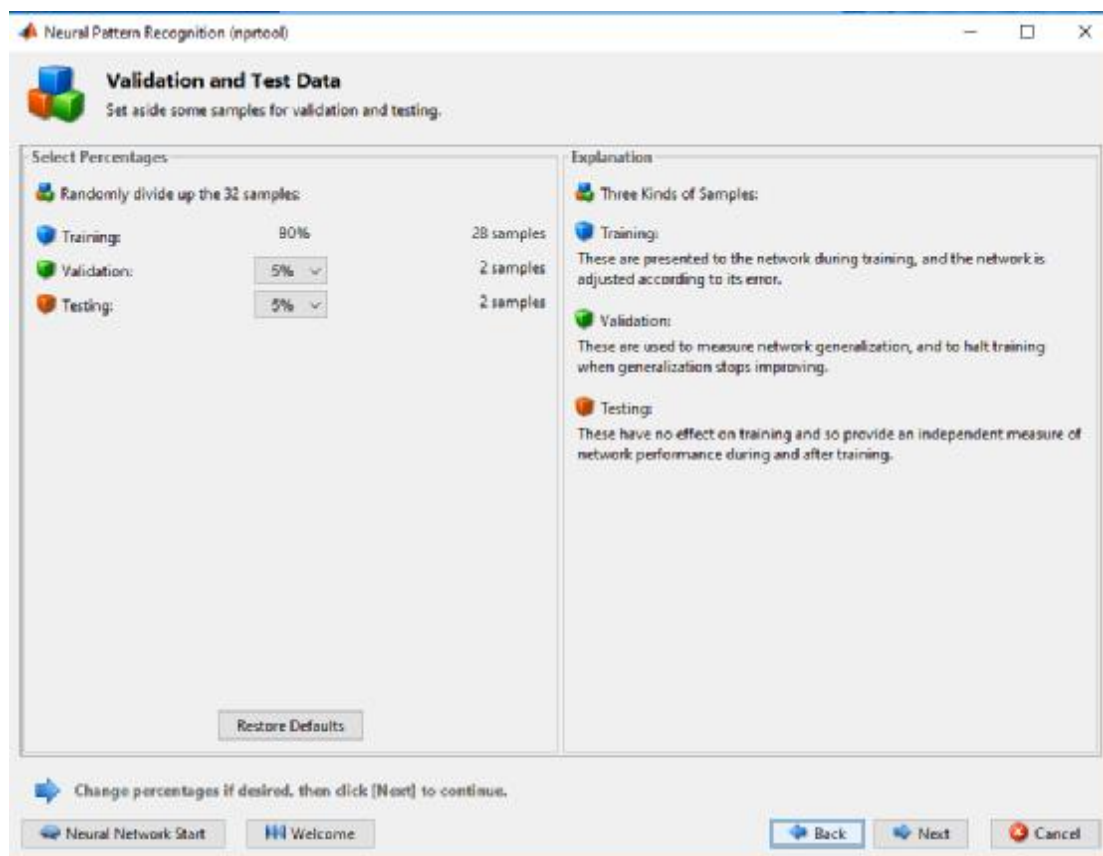 Neural Pattern Recognition (nprtool)
Validation and Test Data
Set aside some samples for validation and testing.
Select Percentages
Randomly divide up the 32 samples:
Training: 90% 28 samples
Validation: 5% 2 samples
Testing: 5% 2 samples
Restore Defaults
Explanation
Three Kinds of Samples:
Training:
These are presented to the network during training, and the network is
adjusted according to its error.
Validation:
These are used to measure network generalization, and to halt training
when generalization stops improving.
Testing:
These have no effect on training and so provide an independent measure of
network performance during and after training.
Change percentages if desired, then click [Next] to continue.
Neural Network Start Welcome Back Next Cancel